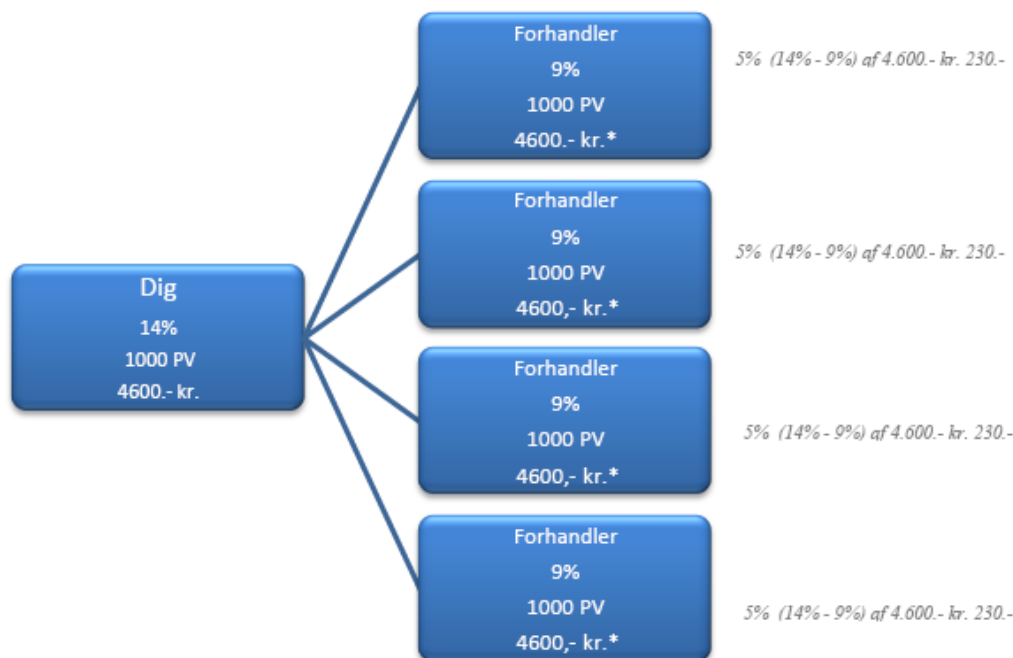 Forhandler
9%
1000 PV
4600.- kr.*
5% (14% - 9%) af 4.600.- kr. 230.-
Forhandler
9%
1000 PV
4600,- kr.*
5% (14% - 9%) af 4.600.- kr. 230.-
Dig
14%
1000 PV
4600.- kr.
Forhandler
9%
1000 PV
4600,- kr.*
5% (14% - 9%) af 4.600.- kr. 230.-
Forhandler
9%
1000 PV
4600,- kr.*
5% (14% - 9%) af 4.600.- kr. 230.-